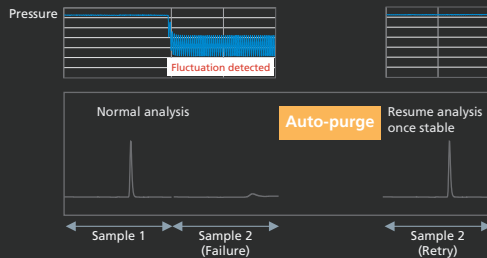 Pressure
Fluctuation detected
Normal analysis
Auto-purge
Resume analysis
once stable
Sample 1
Sample 2
(Failure)
Sample 2
(Retry)